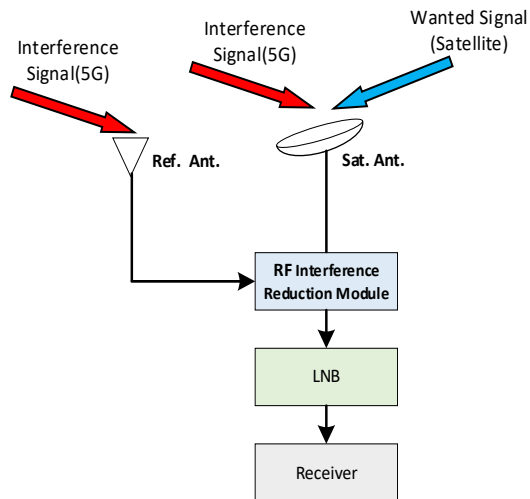 Interference
Signal(5G)
Interference
Signal(5G)
Wanted Signal
(Satellite)
Ref. Ant.
Sat. Ant.
RF Interference
Reduction Module
LNB
Receiver